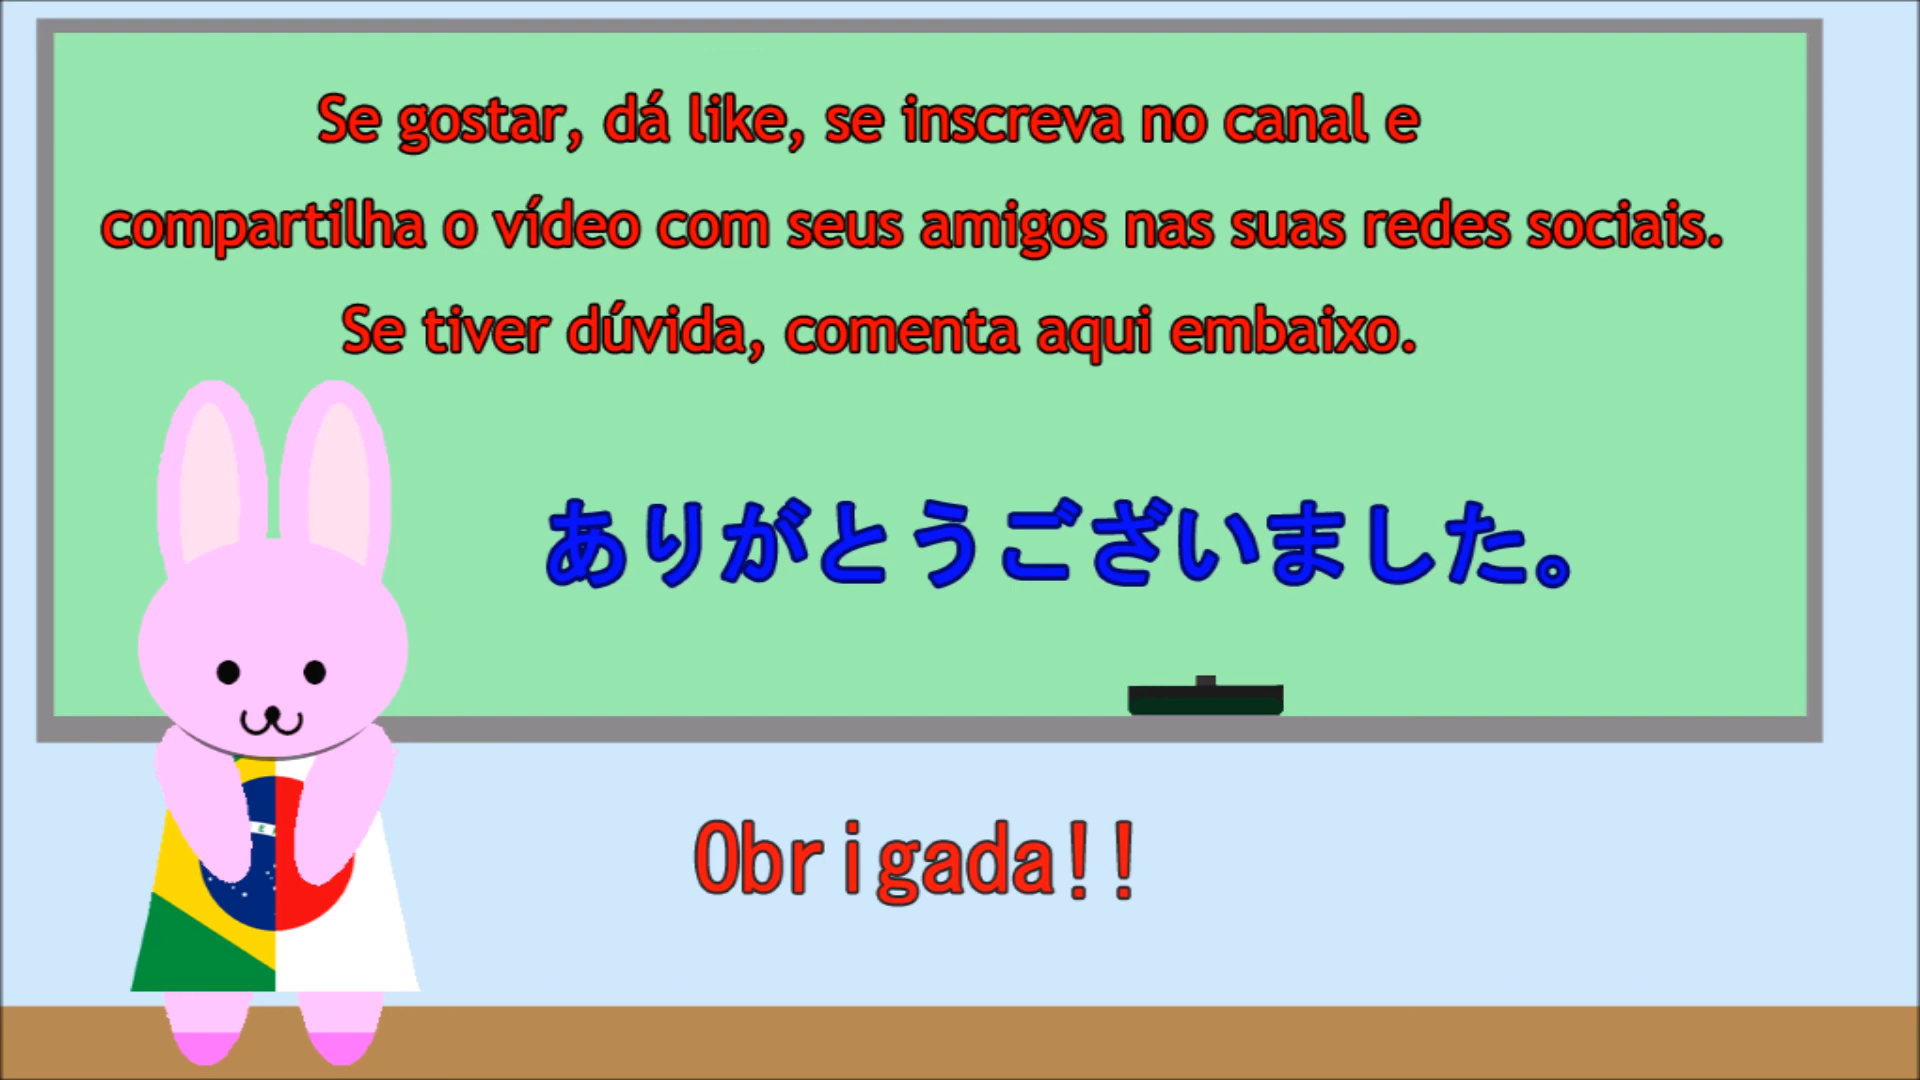 Se gostar, dá like, se inscreva no canal e
compartilha o vídeo com seus amigos nas suas redes sociais.
Se tiver dúvida, comenta aqui embaixo.
ありがとうございました。
Obrigada!!